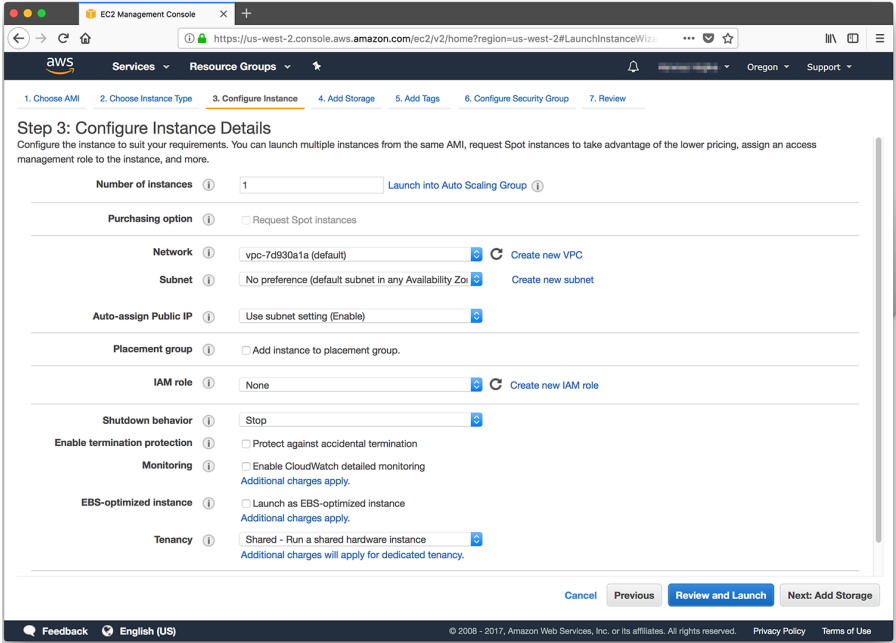 EC2 Management Console
https://us-west-2.console.aws.amazon.com/ec2/v2/home?region=us-west-2#LaunchInstanceWiza
aws
Services
Resource Groups
Oregon
Support
1. Choose AMI
2. Choose Instance Type
3. Configure Instance
4. Add Storage
5. Add Tags
6. Configure Security Group
7. Review
Step 3: Configure Instance Details
Configure the instance to suit your requirements. You can launch multiple instances from the same AMI, request Spot instances to take advantage of the lower pricing, assign an access
management role to the instance, and more.
Number of instances
1
Launch into Auto Scaling Group
Purchasing option
Request Spot instances
Network
vpc-7d930a1a (default)
Create new VPC
Subnet
No preference (default subnet in any Availability Zo
Create new subnet
Auto-assign Public IP
Use subnet setting (Enable)
Placement group
Add instance to placement group.
IAM role
None
Create new IAM role
Shutdown behavior
Stop
Enable termination protection
Protect against accidental termination
Monitoring
Enable CloudWatch detailed monitoring
Additional charges apply.
EBS-optimized instance
Launch as EBS-optimized instance
Additional charges apply.
Tenancy
Shared - Run a shared hardware instance
Additional charges will apply for dedicated tenancy.
Cancel
Previous
Review and Launch
Next: Add Storage
Feedback
English (US)
© 2008 - 2017, Amazon Web Services, Inc. or its affiliates. All rights reserved.
Privacy Policy
Terms of Use